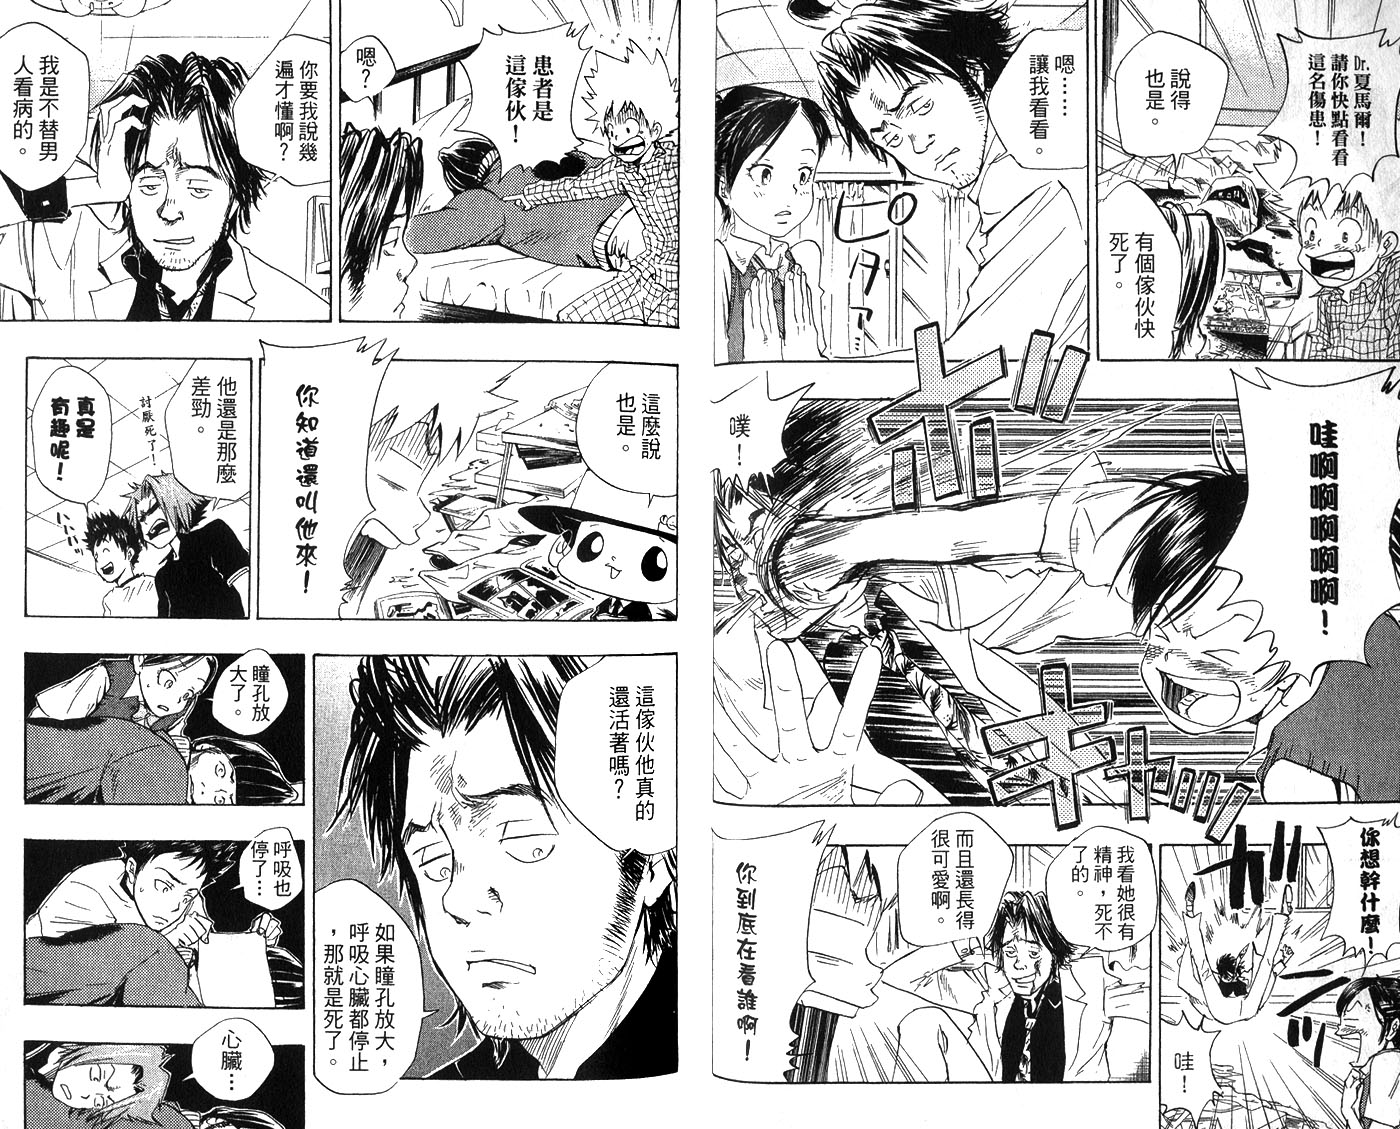 Dr.夏馬爾！
請你快點看看
這名傷患！
說得
也是。
有個傢伙快
死了。
嗯……
讓我看看。
ピタァ
哇啊啊啊啊啊！
噗！
你想幹什麼！
哇！
我看她很有
精神，死不
了的。
而且還長得
很可愛啊。
你到底在看誰啊！
患者是
這傢伙！
嗯？
你要我說幾
遍才懂啊？
我是不替男
人看病的。
這麼說
也是。
你知道還叫他來！
他還是那麼
差勁。
討厭死了…
真是
有趣呢！
這傢伙他真的
還活著嗎？
如果瞳孔放大，
呼吸心臟都停止
，那就是死了。
瞳孔放
大了。
呼吸也
停了…
心臟…